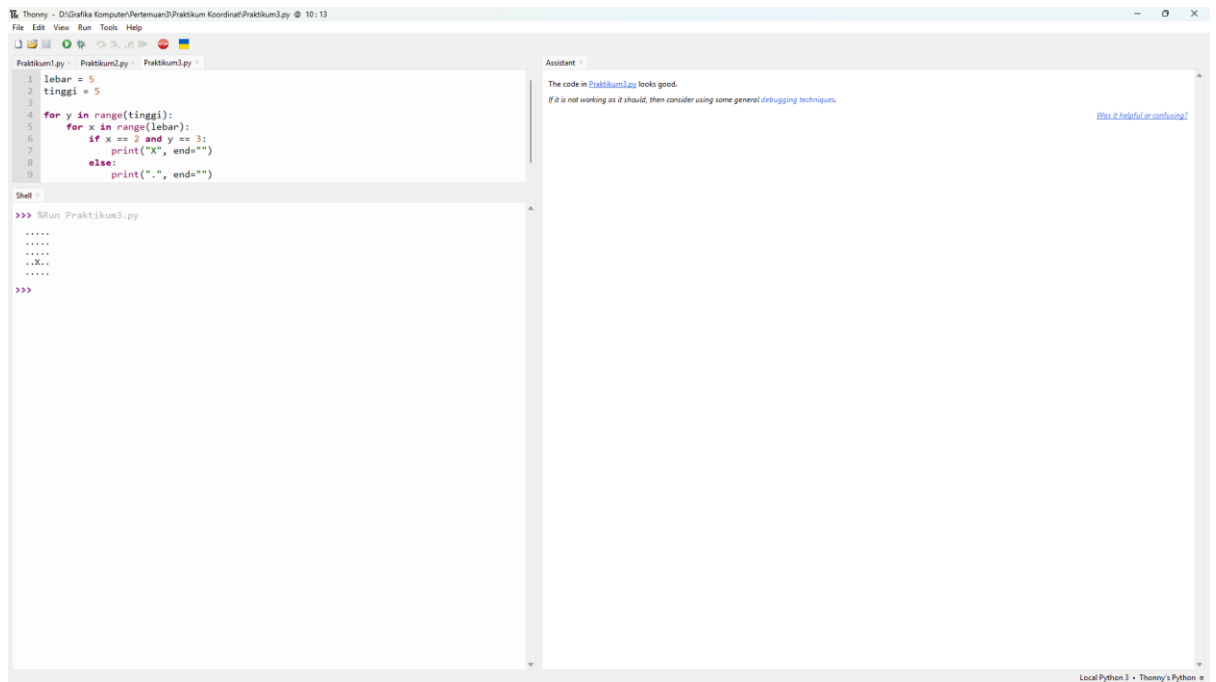 Thonny - D:\Grafika Komputer\Pertemuan3\Praktikum Koordinat\Praktikum3.py @ 10 : 13
File Edit View Run Tools Help
Praktikum1.py × Praktikum2.py × Praktikum3.py ×
1 lebar = 5
2 tinggi = 5
3
4 for y in range(tinggi):
5     for x in range(lebar):
6         if x == 2 and y == 3:
7             print("X", end="")
8         else:
9             print(".", end="")
Shell ×
>>> %Run Praktikum3.py
.....
.....
.....
..X..
.....
>>>
Assistant ×
The code in Praktikum3.py looks good.
If it is not working as it should, then consider using some general debugging techniques.
Was it helpful or confusing?
Local Python 3 • Thonny's Python ≡